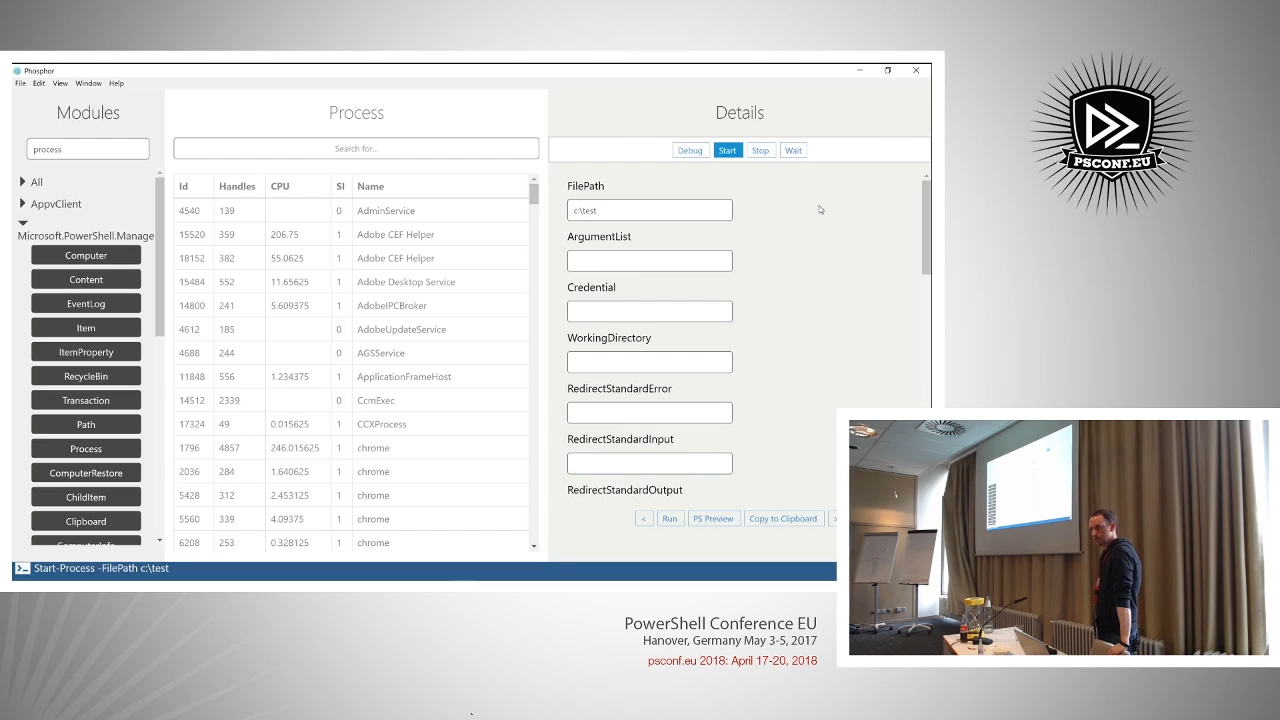 Phosphor
File Edit View Window Help
Modules
process
All
AppvClient
Microsoft.PowerShell.Manage
Computer
Content
EventLog
Item
ItemProperty
RecycleBin
Transaction
Path
Process
ComputerRestore
ChildItem
Clipboard
ComputerInfo
Process
Search for...
Id Handles CPU SI Name
4540 139 0 AdminService
15520 359 206.75 1 Adobe CEF Helper
18152 382 55.0625 1 Adobe CEF Helper
15484 552 11.65625 1 Adobe Desktop Service
14800 241 5.609375 1 AdobeIPCBroker
4612 185 0 AdobeUpdateService
4688 244 0 AGSService
11848 556 1.234375 1 ApplicationFrameHost
14512 2339 0 CcmExec
17324 49 0.015625 1 CCXProcess
1796 4857 246.015625 1 chrome
2036 284 1.640625 1 chrome
5428 312 2.453125 1 chrome
5560 339 4.09375 1 chrome
6208 253 0.328125 1 chrome
Details
Debug Start Stop Wait
FilePath
c:\test
ArgumentList
Credential
WorkingDirectory
RedirectStandardError
RedirectStandardInput
RedirectStandardOutput
< Run PS Preview Copy to Clipboard >
Start-Process -FilePath c:\test
PSCONF.EU
PowerShell Conference EU
Hanover, Germany May 3-5, 2017
psconf.eu 2018: April 17-20, 2018